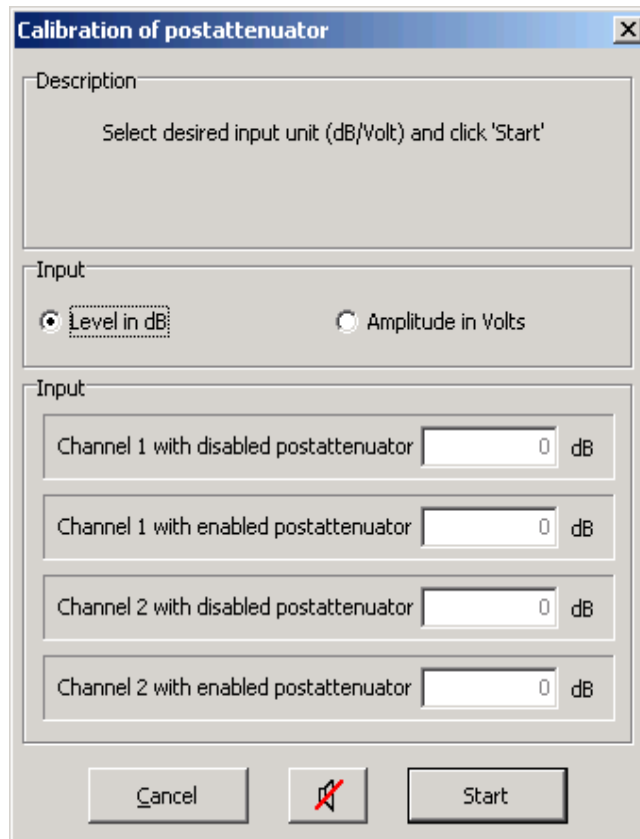 Calibration of postattenuator
Description
Select desired input unit (dB/Volt) and click 'Start'
Input
Level in dB Amplitude in Volts
Input
Channel 1 with disabled postattenuator 0 dB
Channel 1 with enabled postattenuator 0 dB
Channel 2 with disabled postattenuator 0 dB
Channel 2 with enabled postattenuator 0 dB
Cancel Start